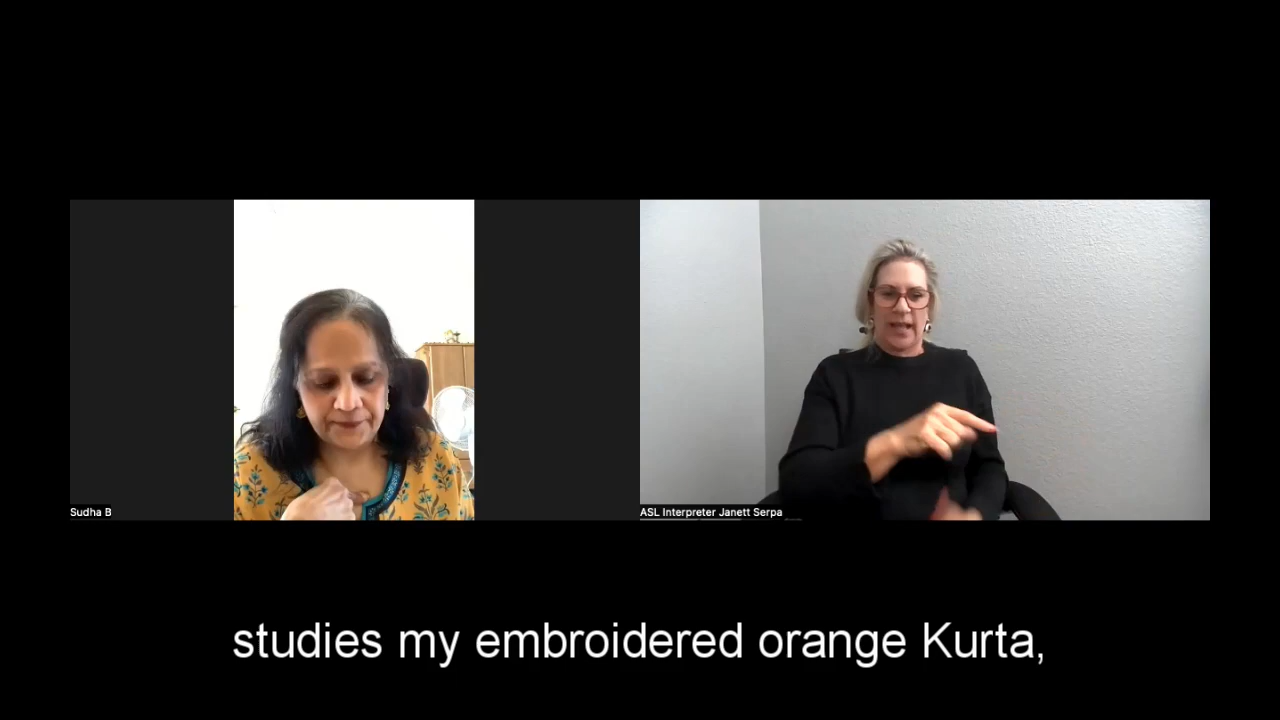 Sudha B
ASL Interpreter Janett Serpa
studies my embroidered orange Kurta,